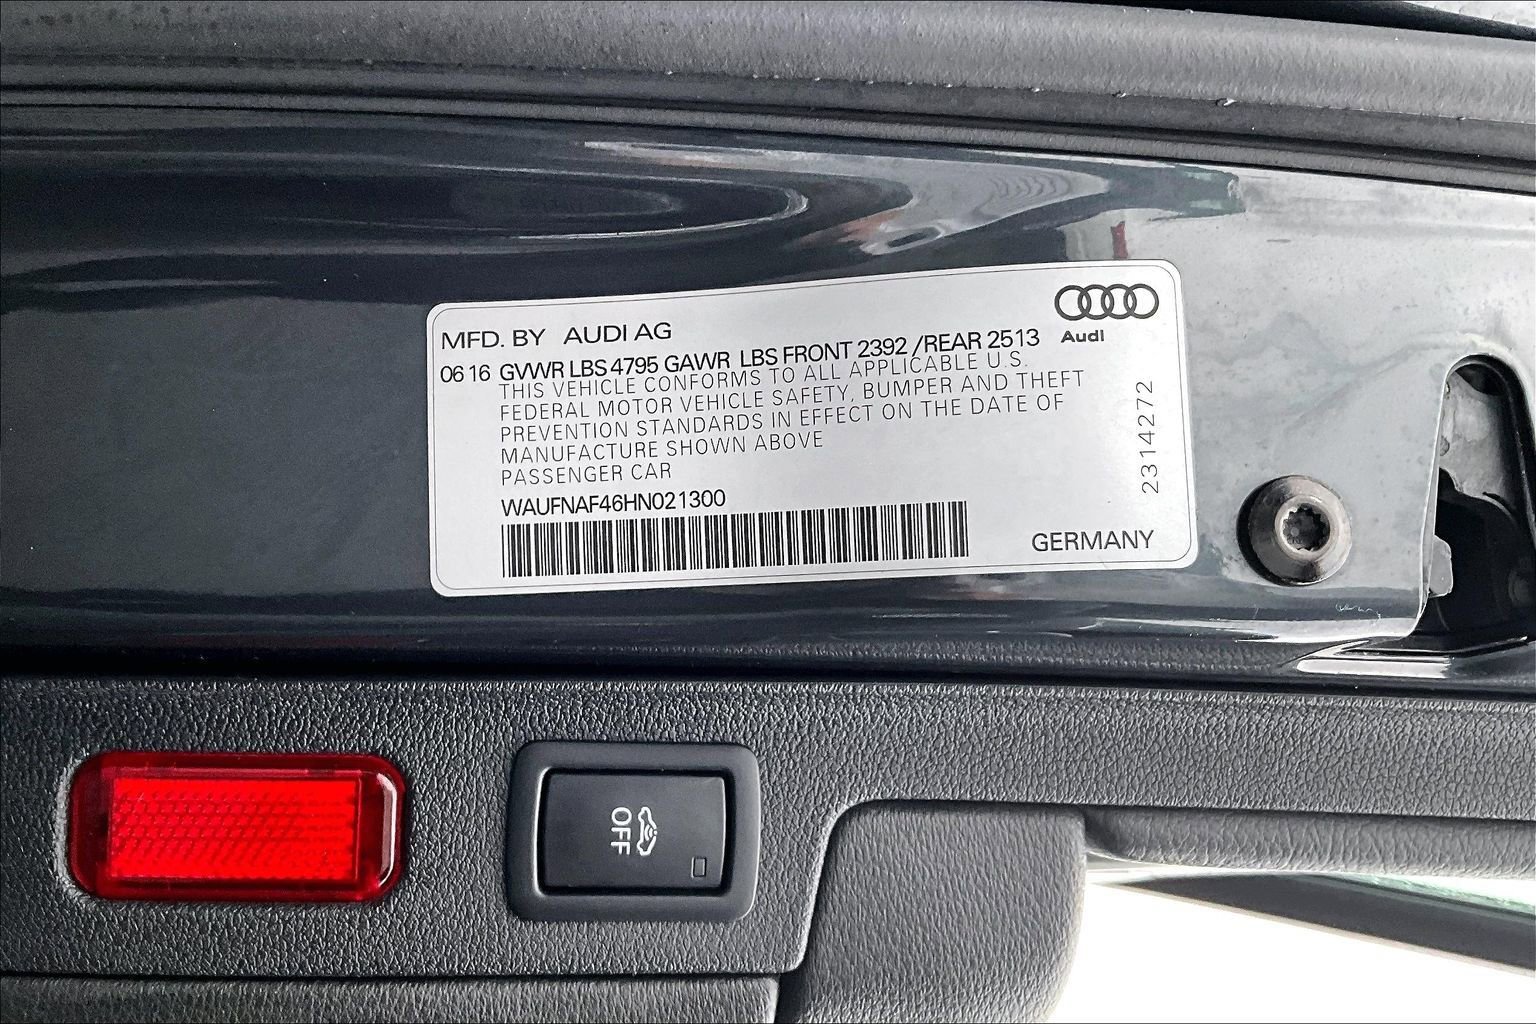 MFD. BY AUDI AG
Audi
06 16 GVWR LBS 4795 GAWR LBS FRONT 2392 /REAR 2513
THIS VEHICLE CONFORMS TO ALL APPLICABLE U.S.
FEDERAL MOTOR VEHICLE SAFETY, BUMPER AND THEFT
PREVENTION STANDARDS IN EFFECT ON THE DATE OF
MANUFACTURE SHOWN ABOVE
PASSENGER CAR
WAUFNAF46HN021300
GERMANY
2314272
OFF